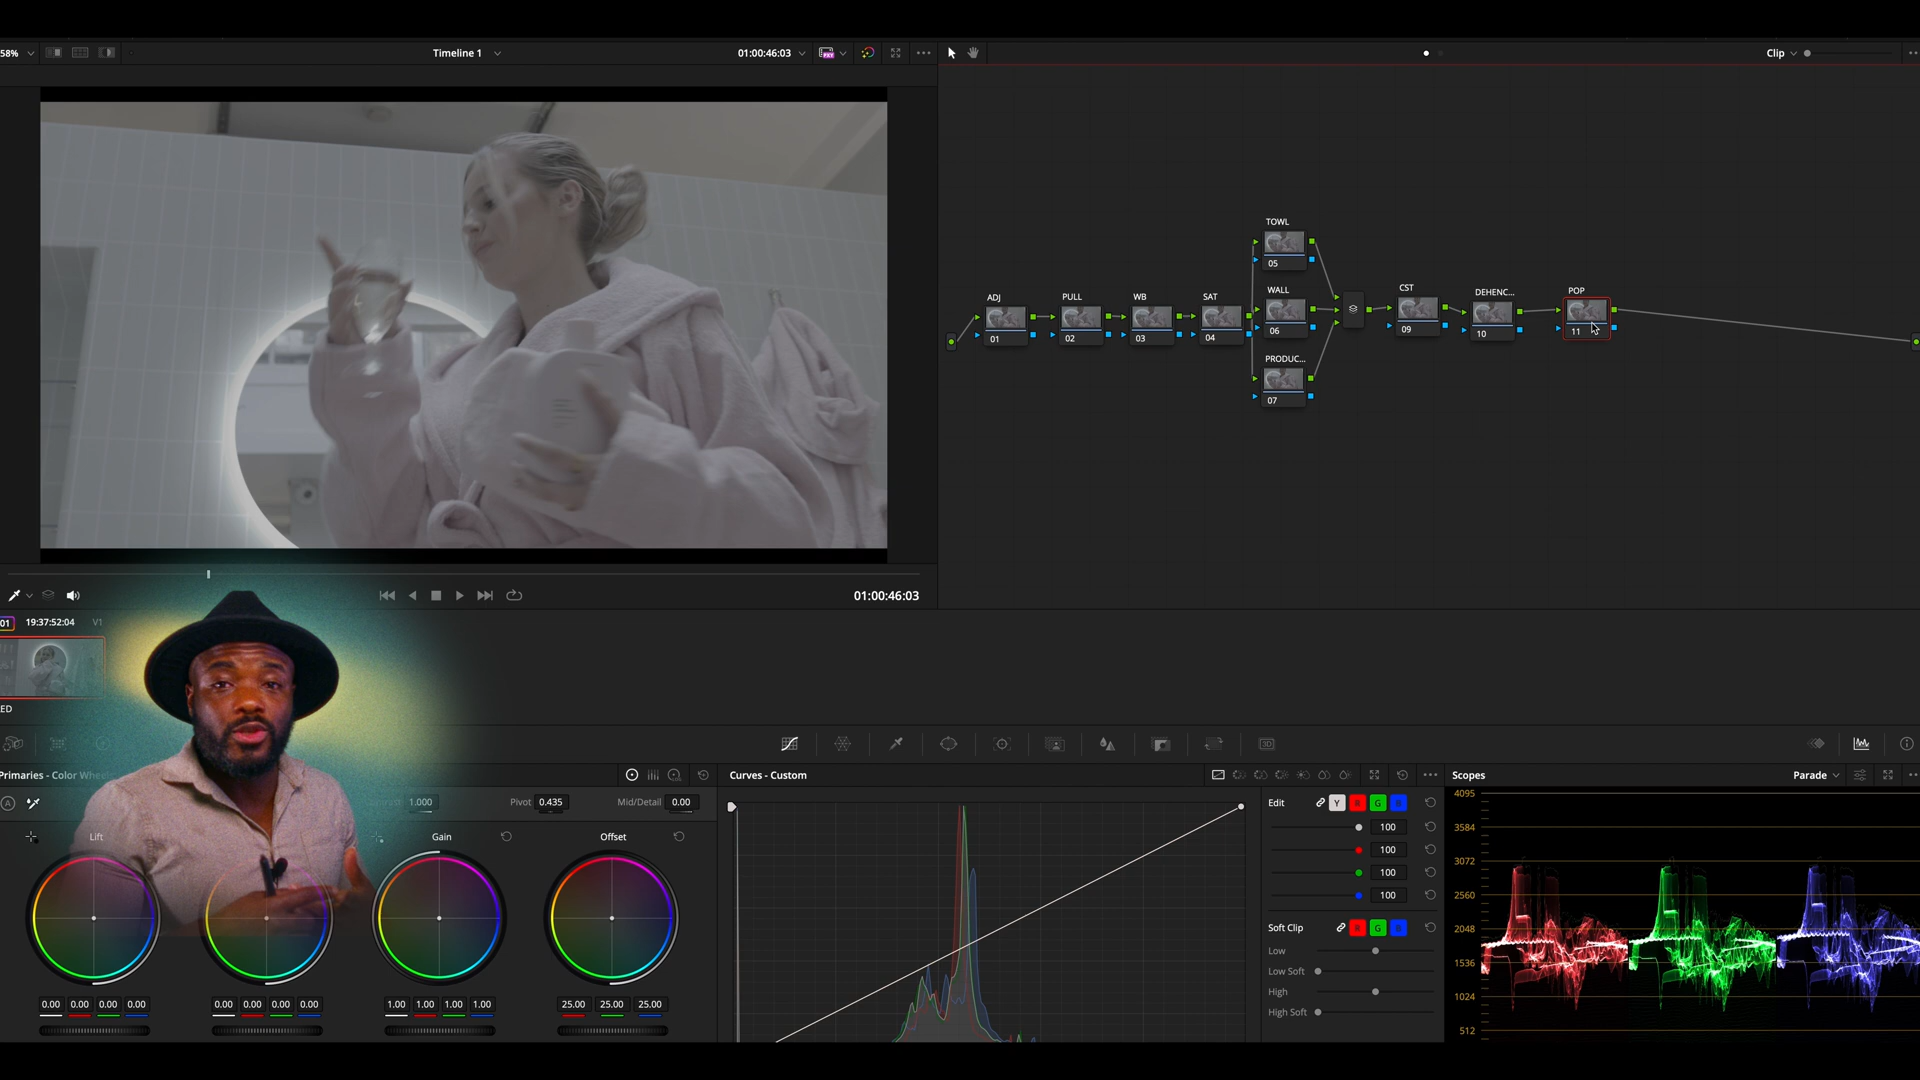 58%
Timeline 1
01:00:46:03
Clip
TOWL
05
ADJ
PULL
WB
SAT
WALL
CST
DEHENC...
POP
01
02
03
04
06
09
10
11
PRODUC...
07
01:00:46:03
01
19:37:52:04
V1
ED
3D
Primaries - Color Whee
Curves - Custom
Scopes
Parade
A
1.000
Pivot
0.435
Mid/Detail
0.00
Lift
Gain
Offset
0.00 0.00 0.00 0.00
0.00 0.00 0.00 0.00
1.00 1.00 1.00 1.00
25.00 25.00 25.00
Edit
Y
R
G
B
100
100
100
100
Soft Clip
R
G
B
Low
Low Soft
High
High Soft
4095
3584
3072
2560
2048
1536
1024
512